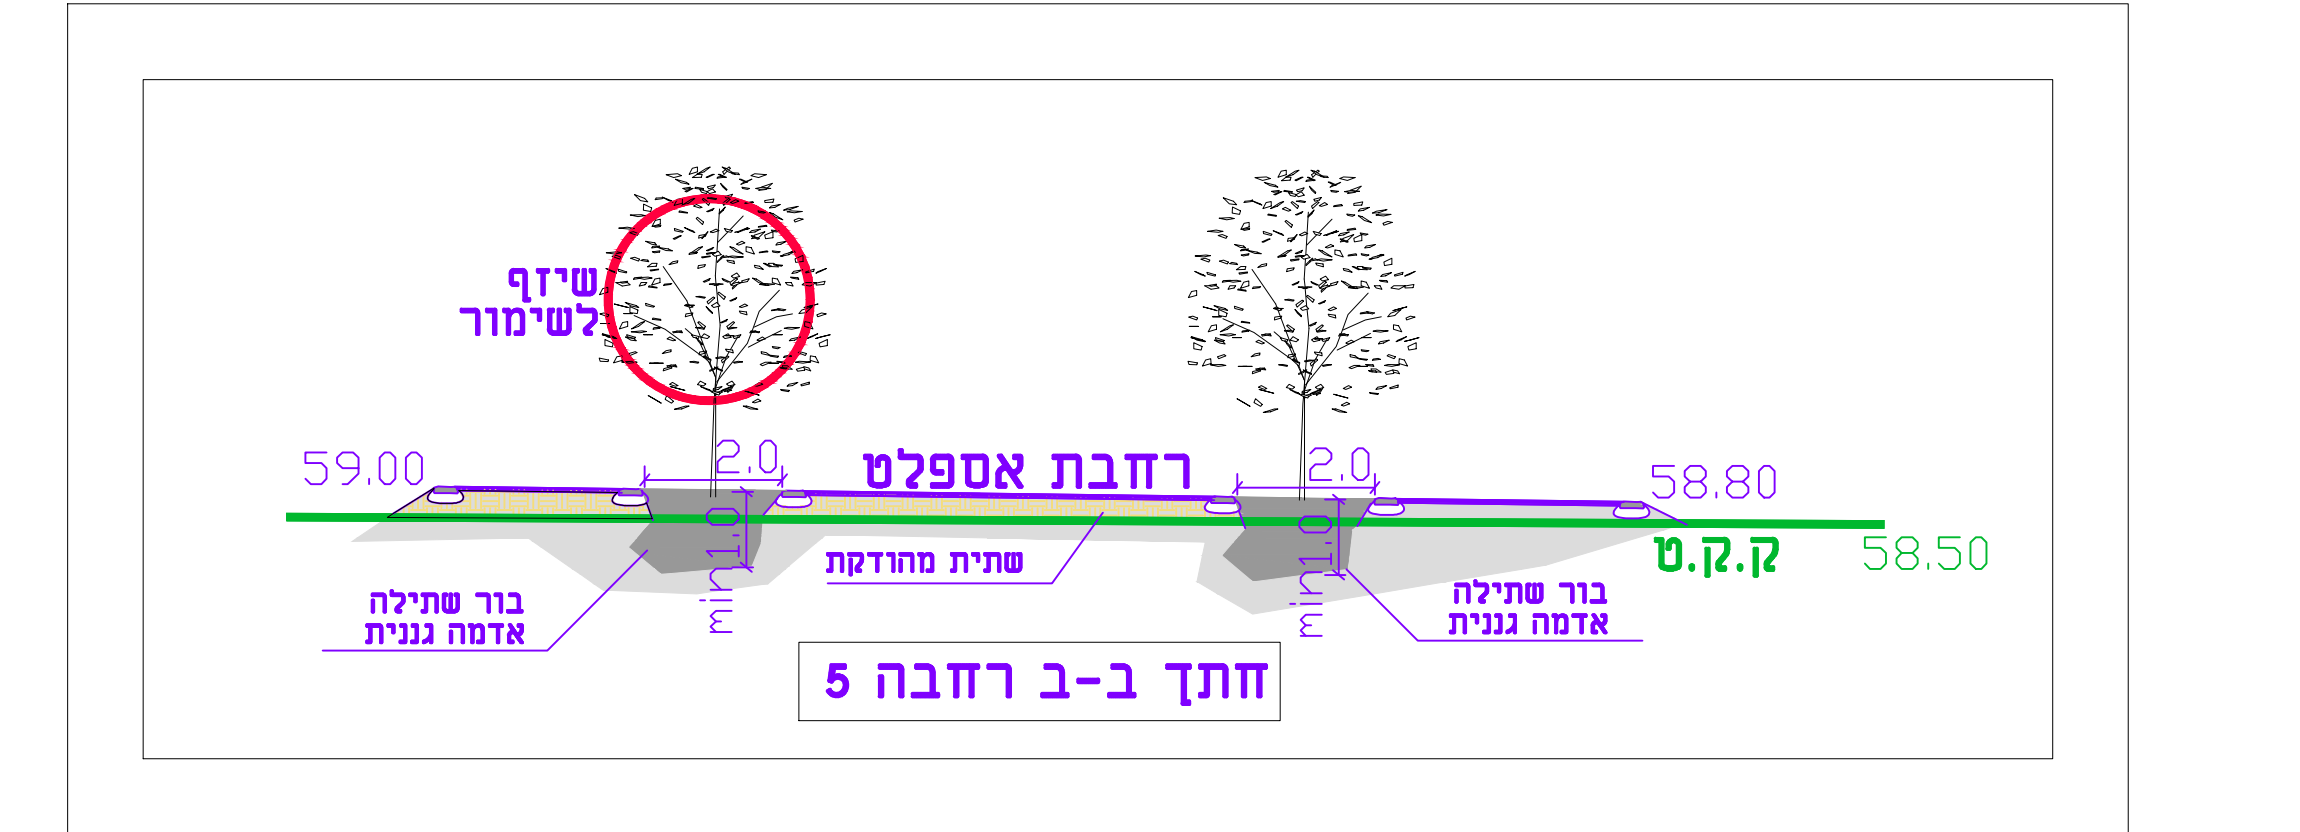 שיזף
לשימור
59.00
2.0
רחבת אספלט
2.0
58.80
min1.0
min1.0
ק.ק.ט
58.50
שתית מהודקת
בור שתילה
אדמה גננית
בור שתילה
אדמה גננית
חתך ב-ב רחבה 5